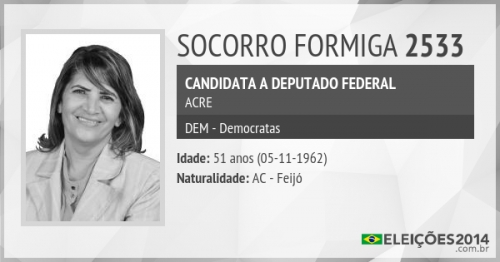 SOCORRO FORMIGA 2533
CANDIDATA A DEPUTADO FEDERAL
ACRE
DEM - Democratas
Idade: 51 anos (05-11-1962)
Naturalidade: AC - Feijó
ELEIÇÕES2014
.com.br